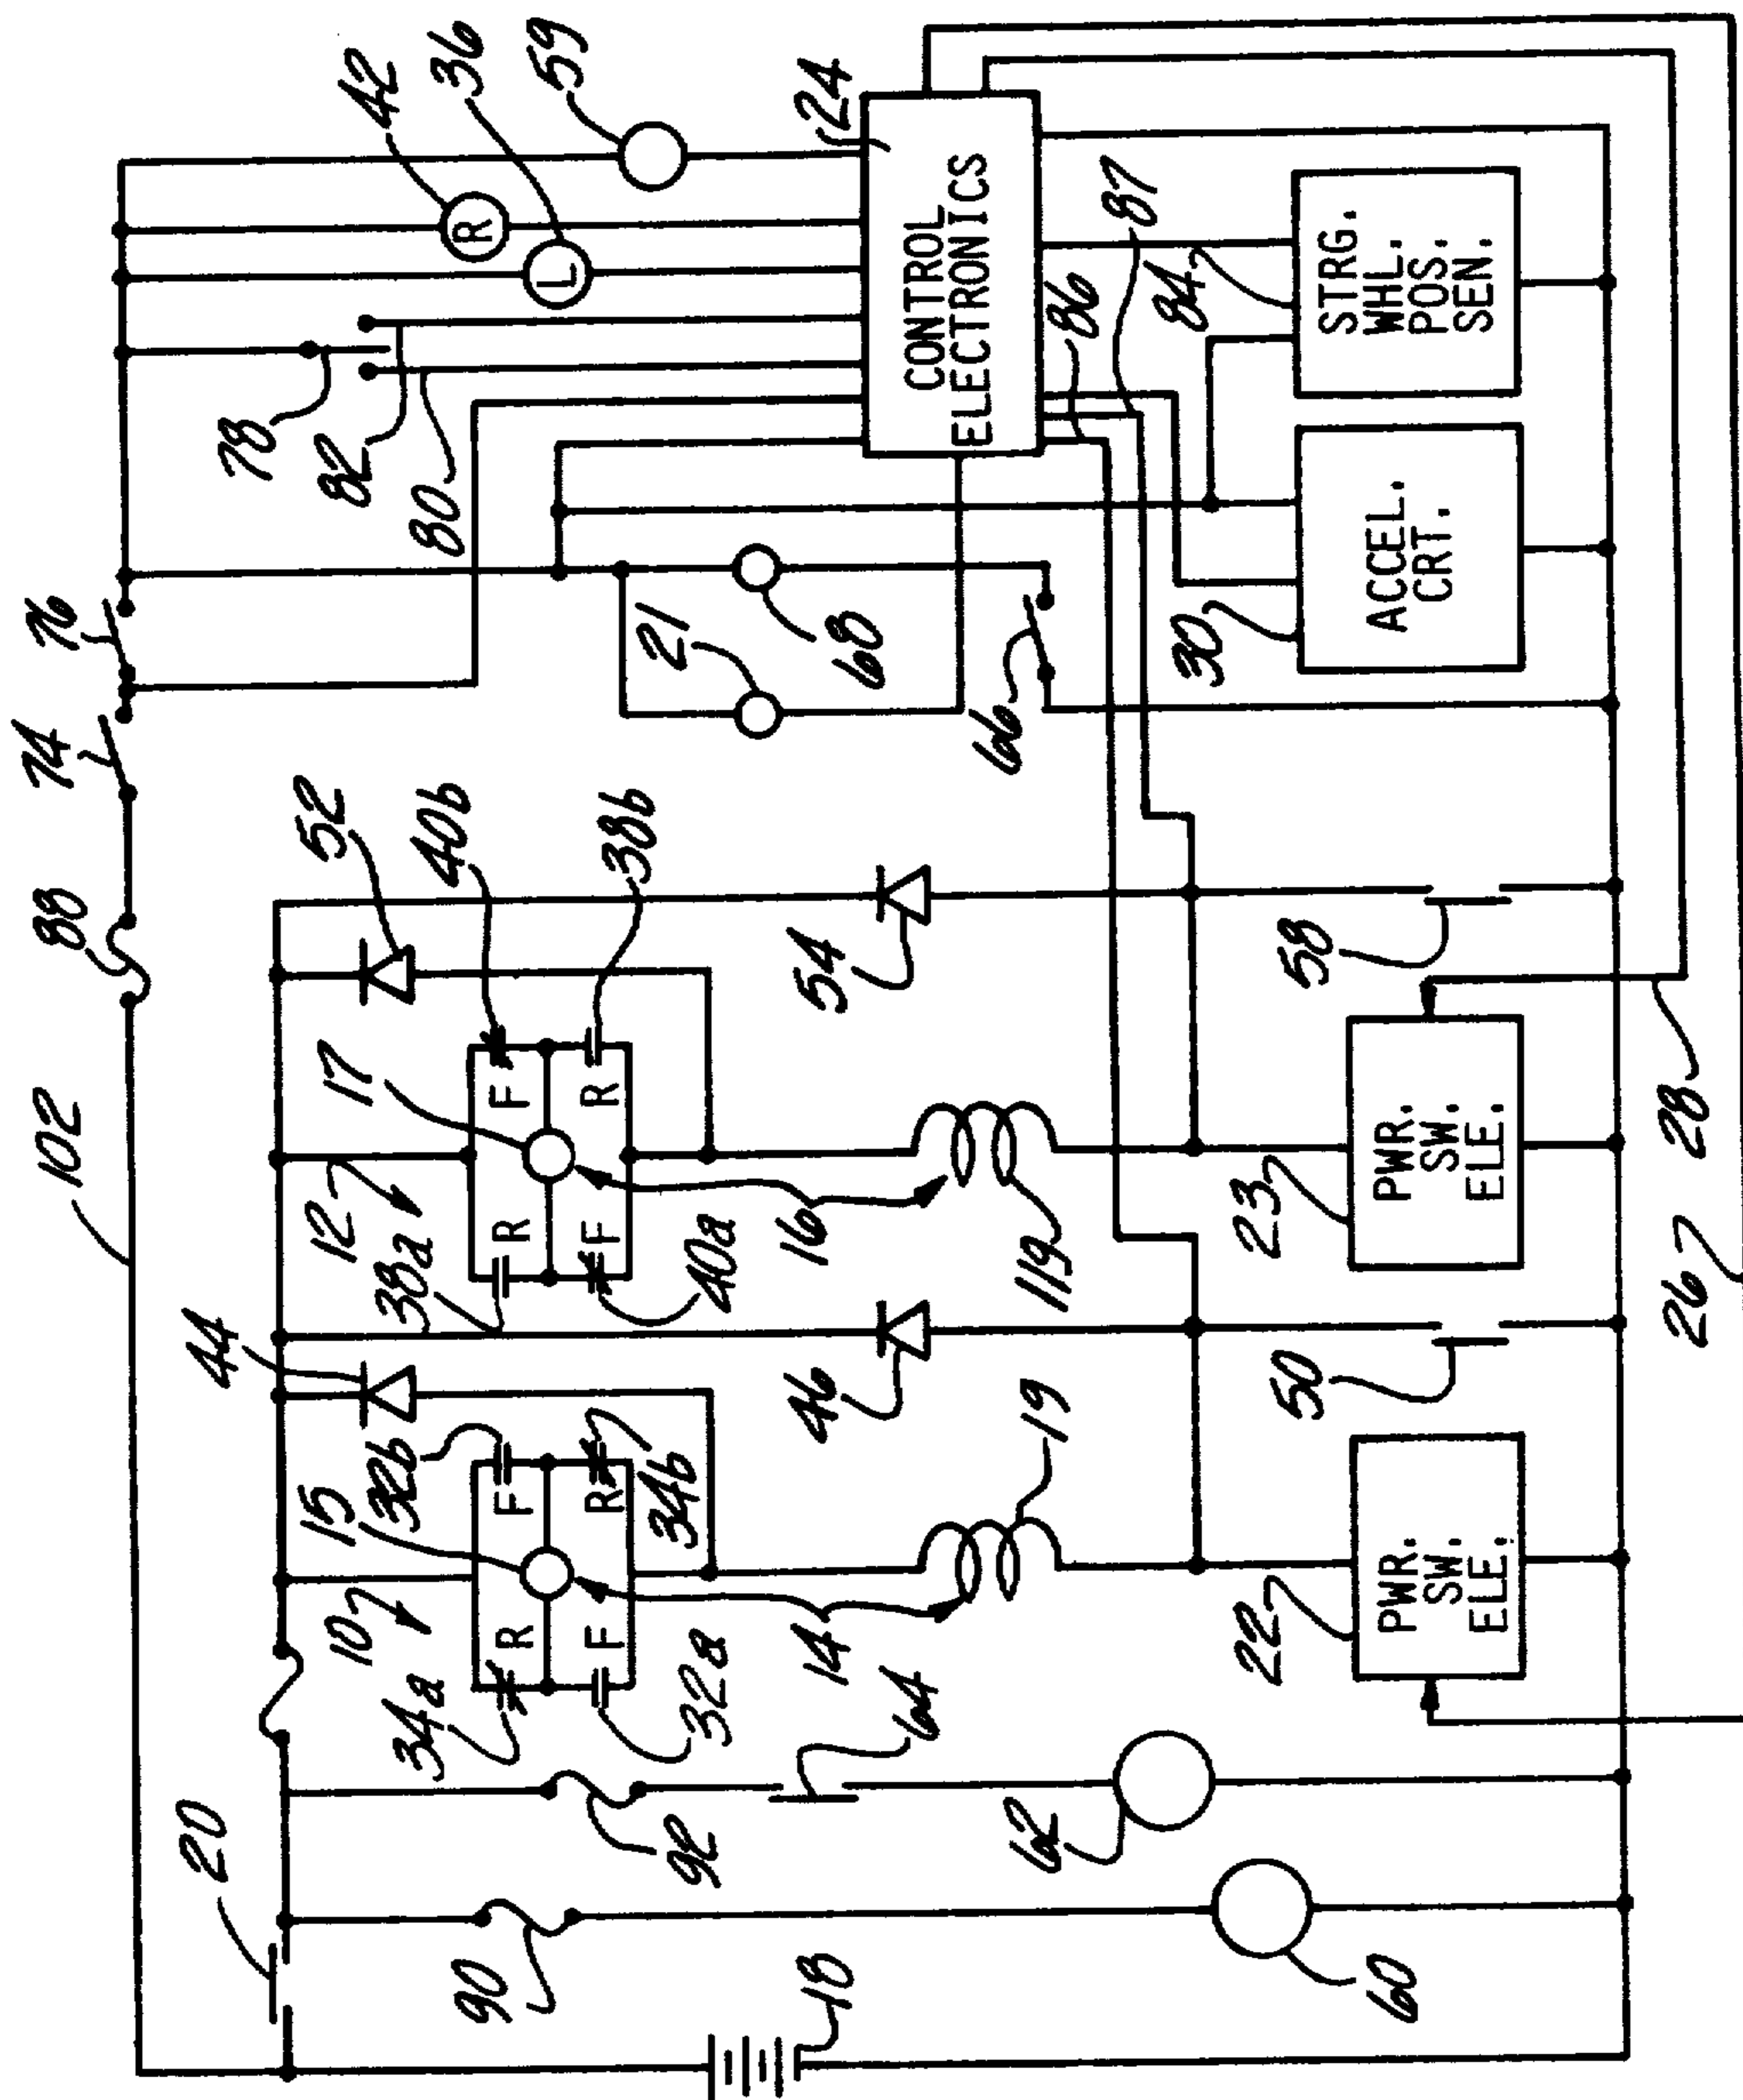 102
88
74
76
78
82
80
42
36
59
24
20
10
34a
R
15
32b
F
44
12
38a
R
17
F
40b
52
R
L
CONTROL
ELECTRONICS
90
92
F
32a
R
34b
F
40a
R
38b
21
68
14
64
19
46
16
119
54
66
86
87
84
18
60
62
22
PWR.
SW.
ELE.
50
23
PWR.
SW.
ELE.
58
30
ACCEL.
CRT.
STRG.
WHL.
POS.
SEN.
28
26